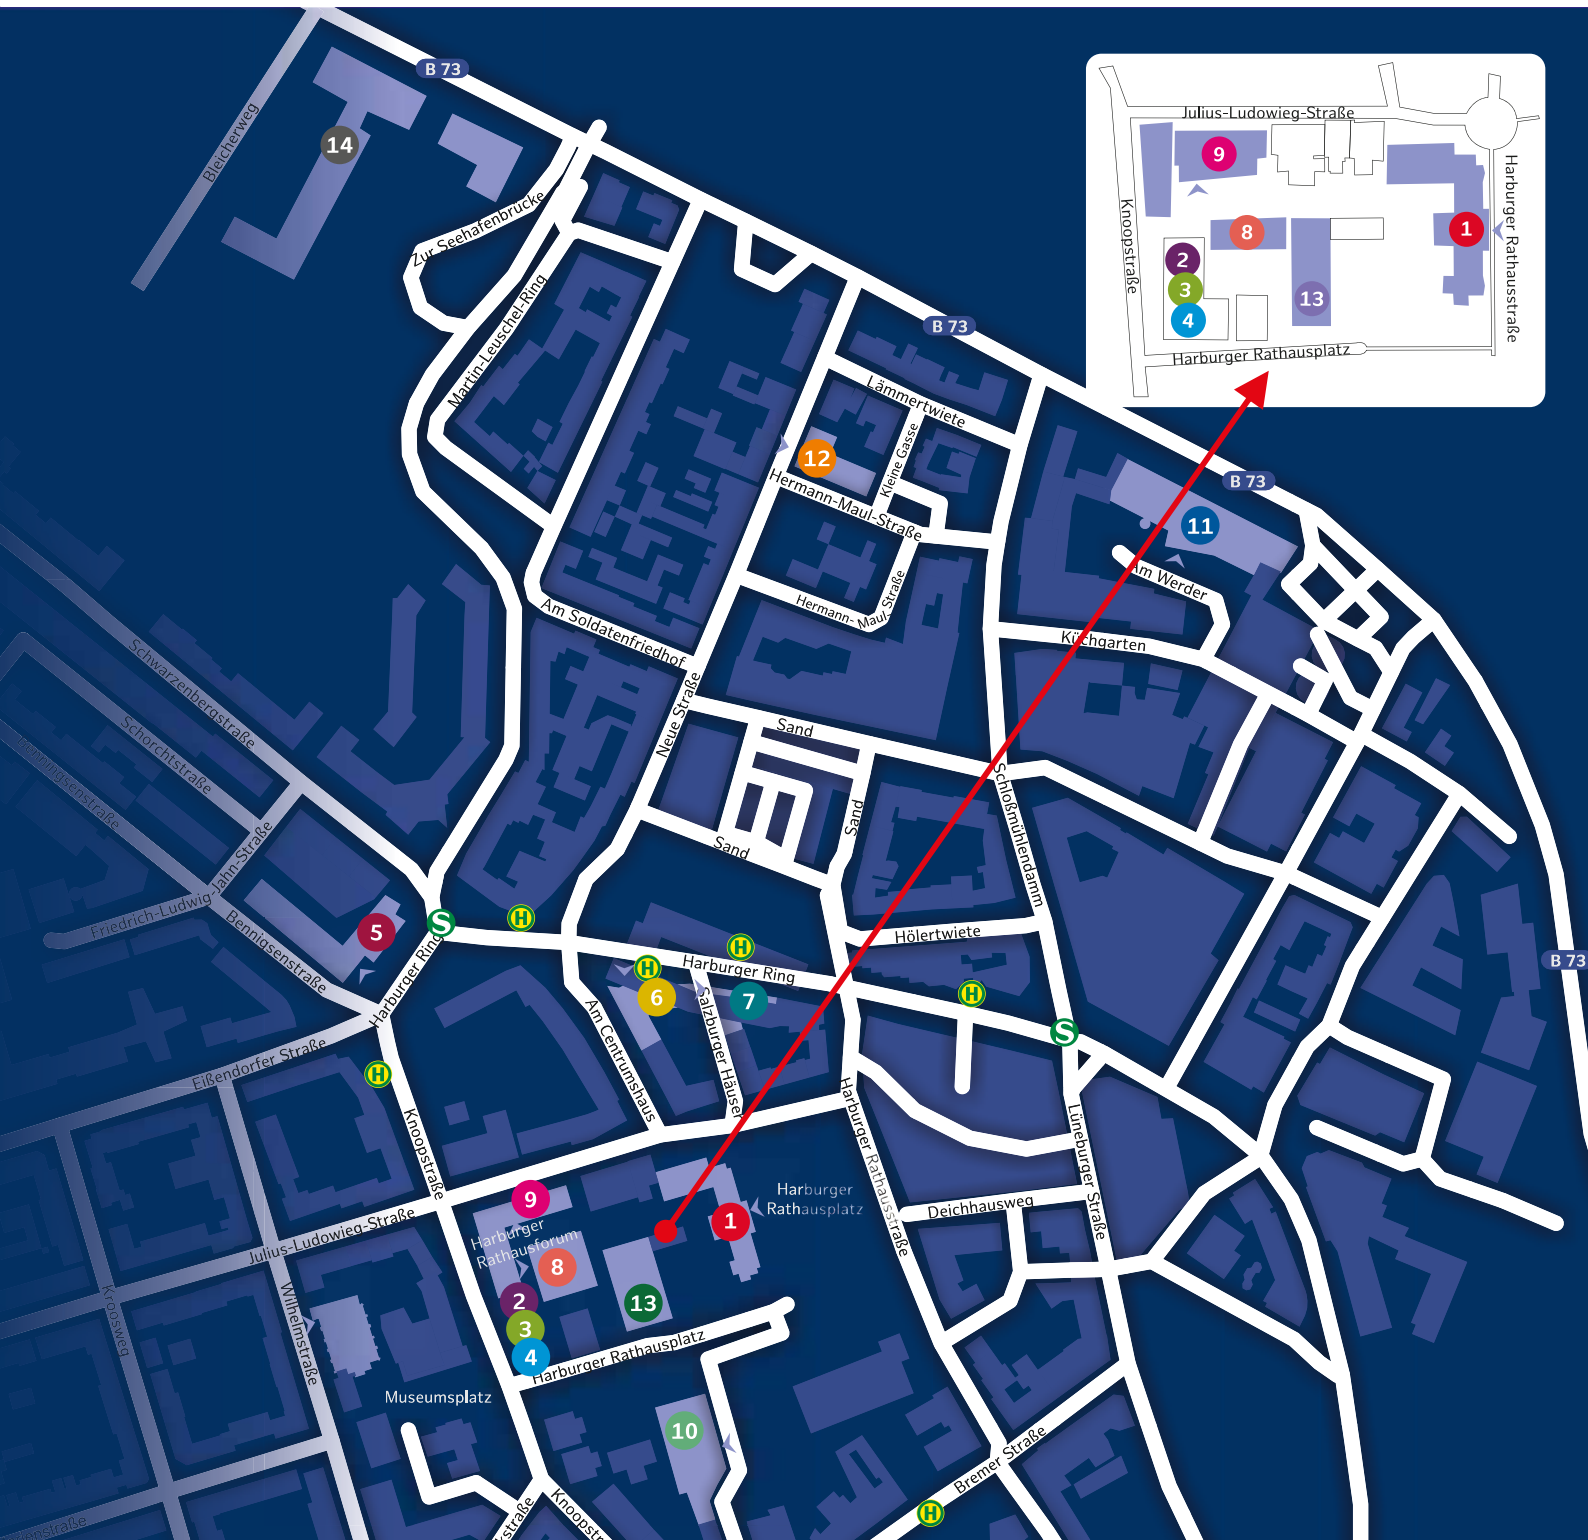 B 73
Bleicherweg
14
Zur Seehafenbrücke
Martin-Leuschel-Ring
B 73
Julius-Ludowieg-Straße
9
Knoopstraße
8
1
Harburger Rathausstraße
2
3
4
13
Harburger Rathausplatz
Lämmertwiete
Kleine Gasse
12
Hermann-Maul-Straße
B 73
11
Am Werder
Hermann-Maul-Straße
Am Soldatenfriedhof
Küchgarten
Schwarzenbergstraße
Schorchtstraße
Neue Straße
Sand
Sand
Sand
Schloßmühlendamm
Friedrich-Ludwig-Jahn-Straße
Bennigsenstraße
Bennigsenstraße
5
S
H
Harburger Ring
H
H
Harburger Ring
Hölertwiete
B 73
6
7
H
S
Salzburger Häuser
Am Centrumshaus
Eißendorfer Straße
H
Knoopstraße
Harburger Rathausstraße
Lüneburger Straße
9
Harburger
Rathausforum
8
1
Harburger
Rathausplatz
Deichhausweg
Julius-Ludowieg-Straße
Kroosweg
Wilhelmstraße
2
3
4
13
Harburger Rathausplatz
Museumsplatz
10
Bremer Straße
H